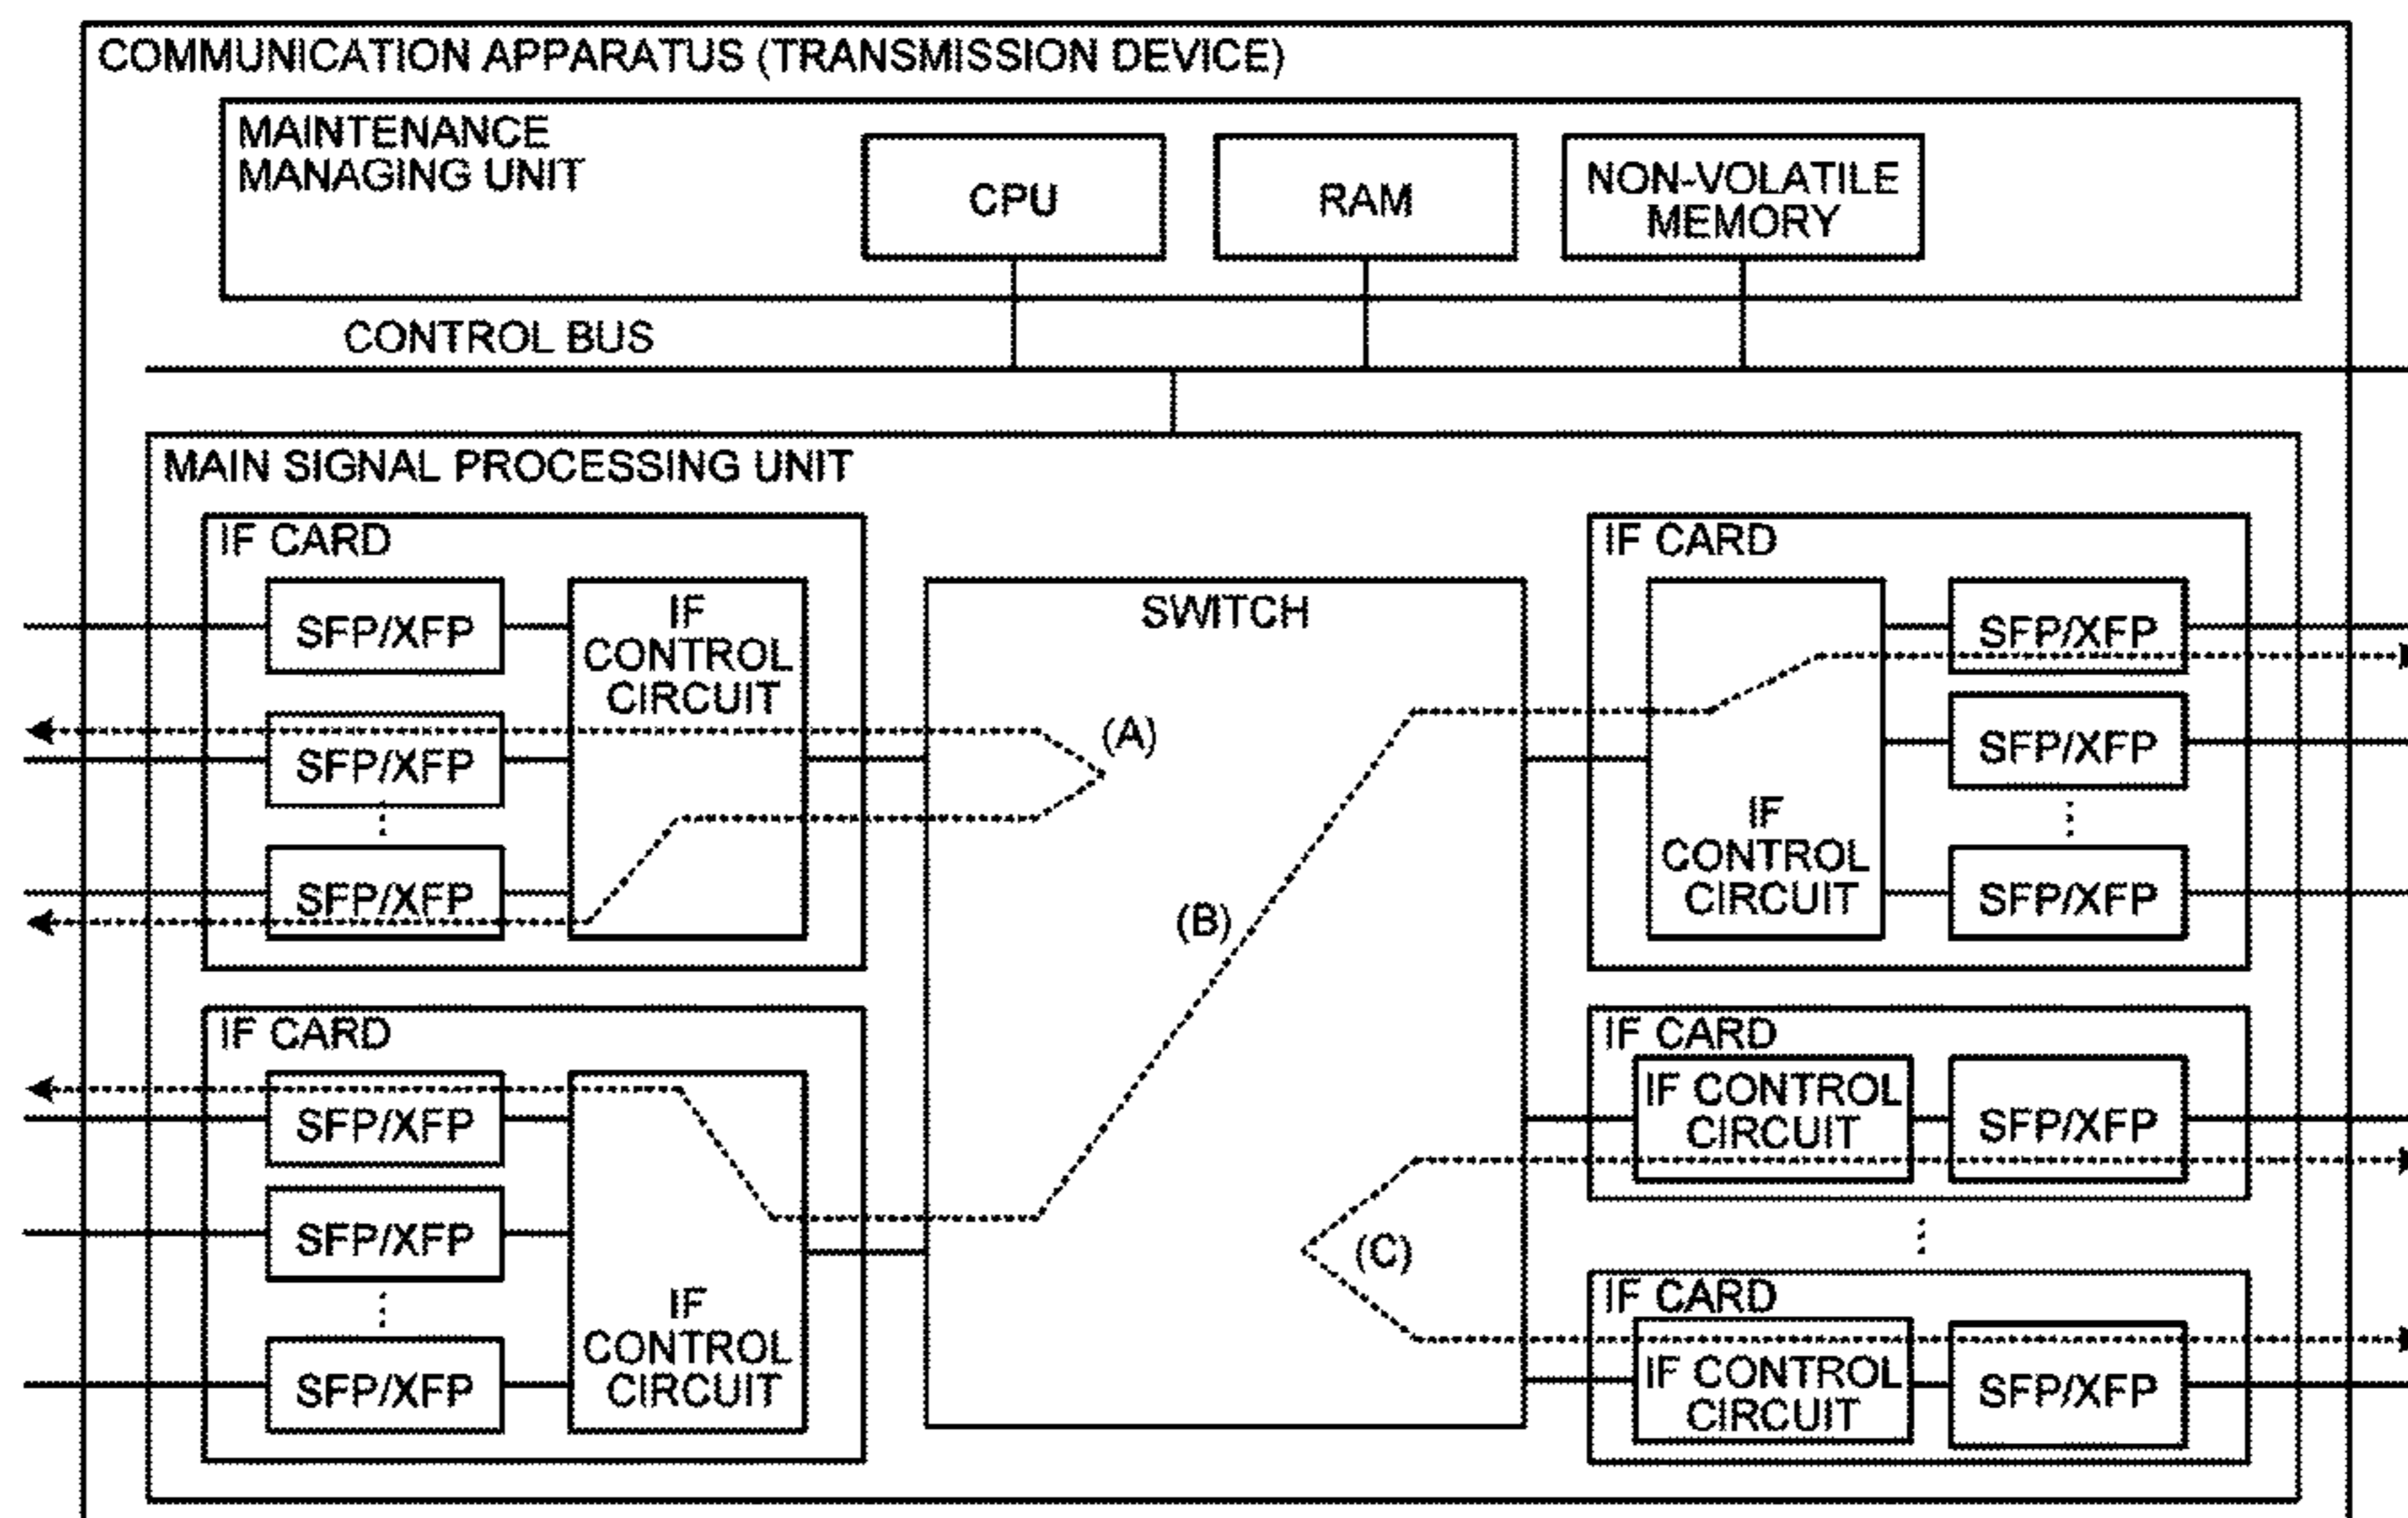 COMMUNICATION APPARATUS (TRANSMISSION DEVICE)
MAINTENANCE
MANAGING UNIT
CPU
RAM
NON-VOLATILE
MEMORY
CONTROL BUS
MAIN SIGNAL PROCESSING UNIT
IF CARD
SFP/XFP
SFP/XFP
SFP/XFP
IF
CONTROL
CIRCUIT
SWITCH
(A)
(B)
(C)
IF CARD
IF
CONTROL
CIRCUIT
SFP/XFP
SFP/XFP
SFP/XFP
IF CARD
SFP/XFP
SFP/XFP
SFP/XFP
IF
CONTROL
CIRCUIT
IF CARD
IF CONTROL
CIRCUIT
SFP/XFP
IF CARD
IF CONTROL
CIRCUIT
SFP/XFP